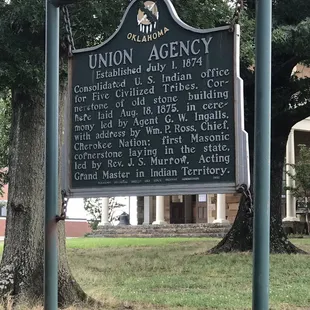 OKLAHOMA
UNION AGENCY
Established July 1, 1874
Consolidated U.S. Indian office
for Five Civilized Tribes. Cor-
nerstone of old stone building
here laid Aug. 18, 1875, in cere-
mony led by Agent G. W. Ingalls,
with address by Wm. P. Ross, Chief,
Cherokee Nation; first Masonic
cornerstone laying in the state,
led by Rev. J. S. Murrow, Acting
Grand Master in Indian Territory.